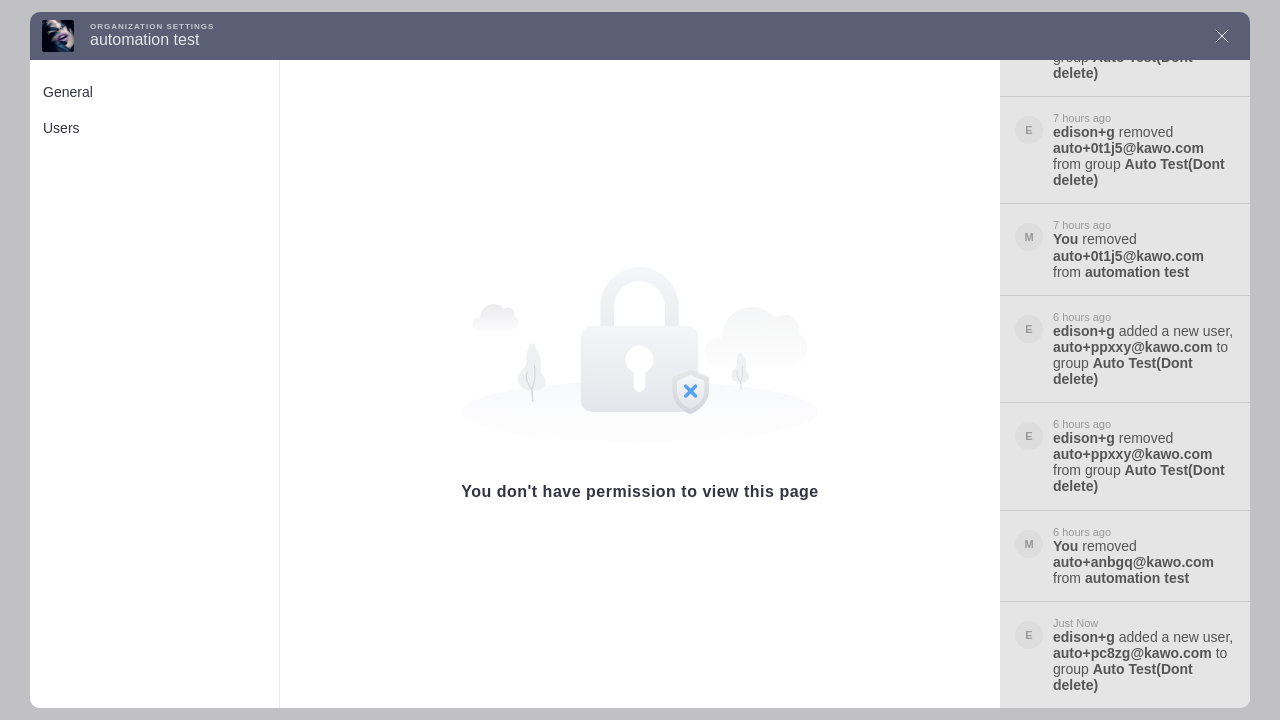 ORGANIZATION SETTINGS
automation test
General
Users
You don't have permission to view this page
group Auto Test(Dont
delete)
E
7 hours ago
edison+g removed
auto+0t1j5@kawo.com
from group Auto Test(Dont
delete)
M
7 hours ago
You removed
auto+0t1j5@kawo.com
from automation test
E
6 hours ago
edison+g added a new user,
auto+ppxxy@kawo.com to
group Auto Test(Dont
delete)
E
6 hours ago
edison+g removed
auto+ppxxy@kawo.com
from group Auto Test(Dont
delete)
M
6 hours ago
You removed
auto+anbgq@kawo.com
from automation test
E
Just Now
edison+g added a new user,
auto+pc8zg@kawo.com to
group Auto Test(Dont
delete)